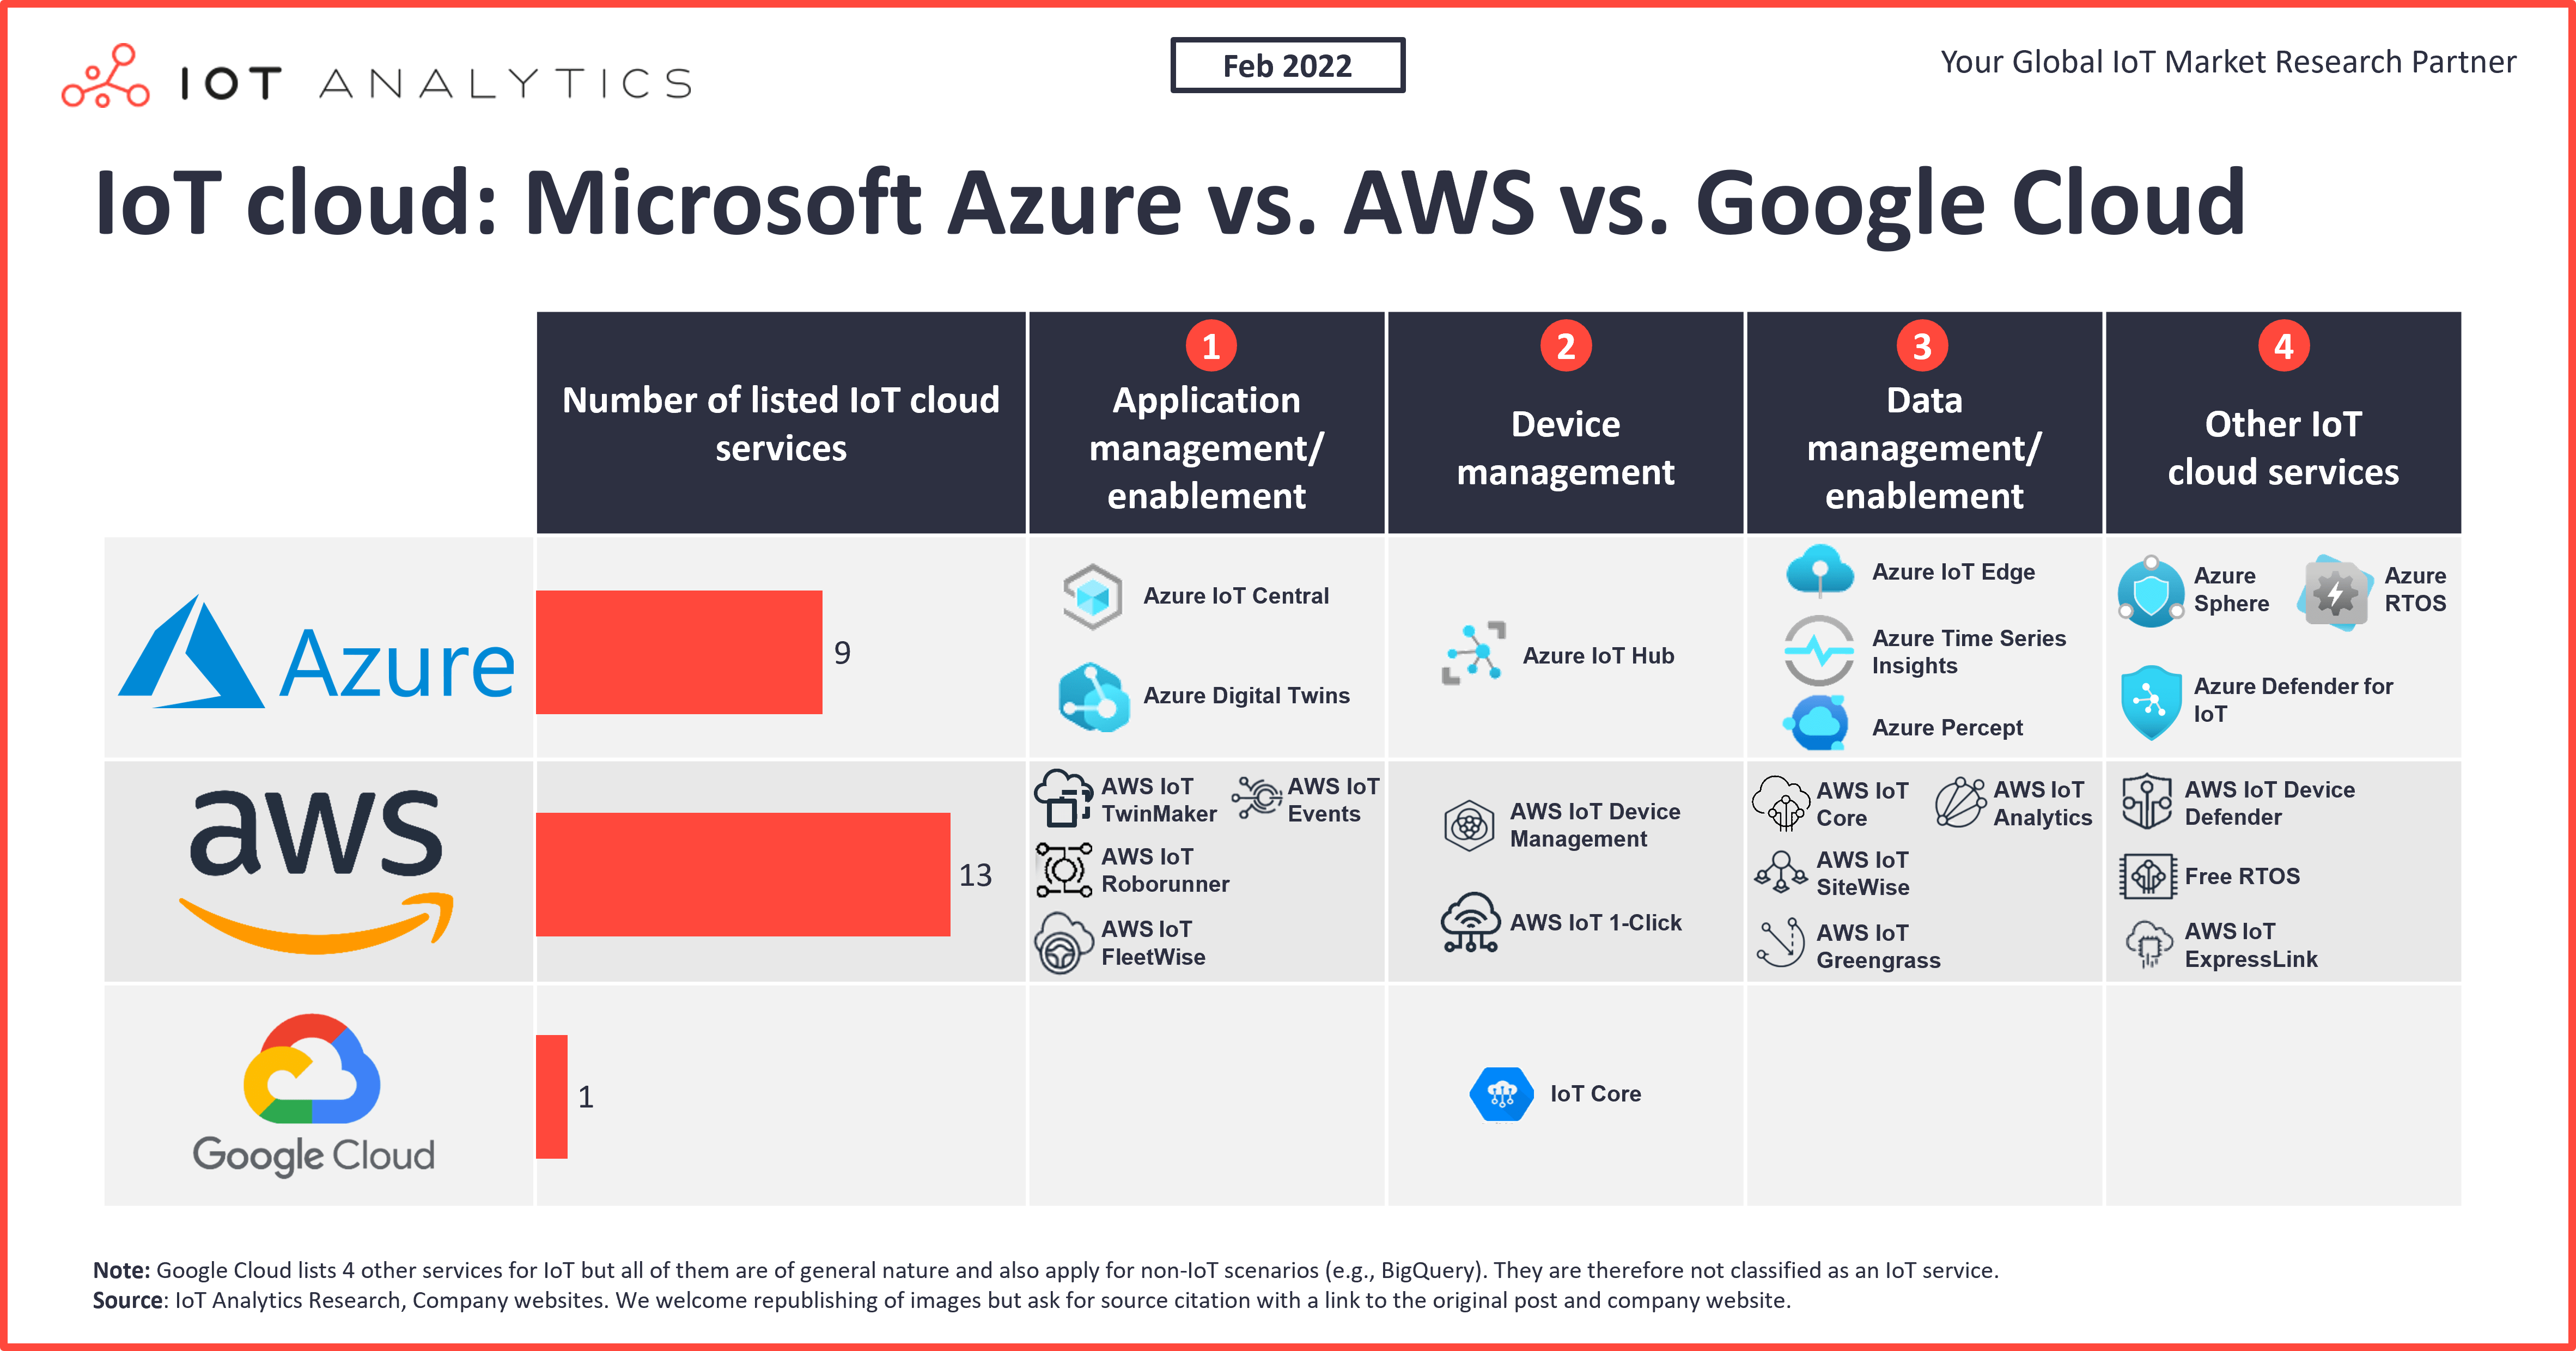 IOT ANALYTICS
Feb 2022
Your Global IoT Market Research Partner
IoT cloud: Microsoft Azure vs. AWS vs. Google Cloud
Number of listed IoT cloud
services
1
Application
management/
enablement
2
Device
management
3
Data
management/
enablement
4
Other IoT
cloud services
Azure
9
Azure IoT Central
Azure Digital Twins
Azure IoT Hub
Azure IoT Edge
Azure Time Series
Insights
Azure Percept
Azure
Sphere
Azure
RTOS
Azure Defender for
IoT
aws
13
AWS IoT
TwinMaker
AWS IoT
Events
AWS IoT
Roborunner
AWS IoT
FleetWise
AWS IoT Device
Management
AWS IoT 1-Click
AWS IoT
Core
AWS IoT
Analytics
AWS IoT
SiteWise
AWS IoT
Greengrass
AWS IoT Device
Defender
Free RTOS
AWS IoT
ExpressLink
Google Cloud
1
IoT Core
Note: Google Cloud lists 4 other services for IoT but all of them are of general nature and also apply for non-IoT scenarios (e.g., BigQuery). They are therefore not classified as an IoT service.
Source: IoT Analytics Research, Company websites. We welcome republishing of images but ask for source citation with a link to the original post and company website.